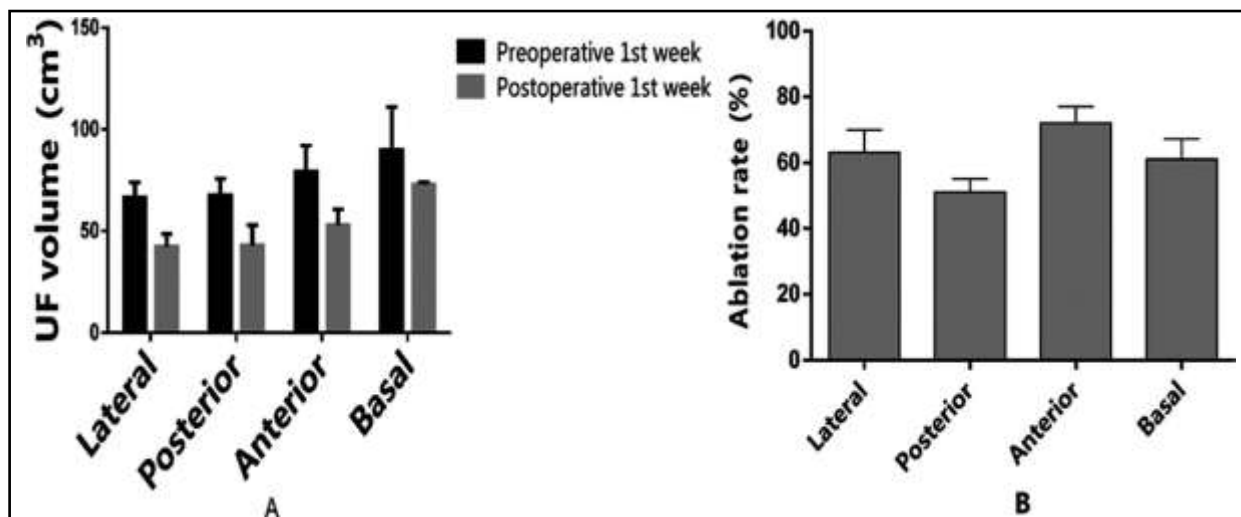 UF volume (cm³)
150
100
50
0
Preoperative 1st week
Postoperative 1st week
Lateral
Posterior
Anterior
Basal
A
Ablation rate (%)
100
80
60
40
20
0
Lateral
Posterior
Anterior
Basal
B